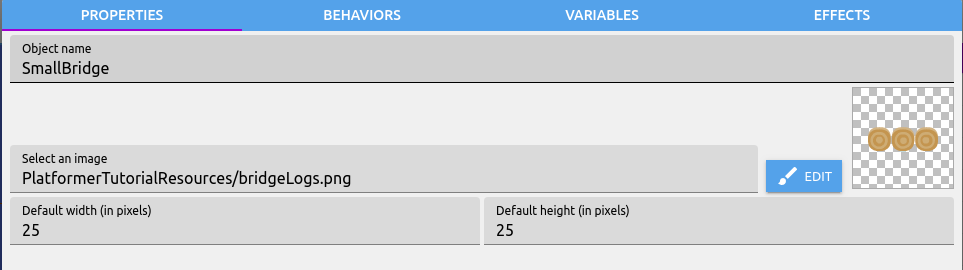 PROPERTIES BEHAVIORS VARIABLES EFFECTS
Object name
SmallBridge
Select an image
PlatformerTutorialResources/bridgeLogs.png
EDIT
Default width (in pixels) Default height (in pixels)
25 25